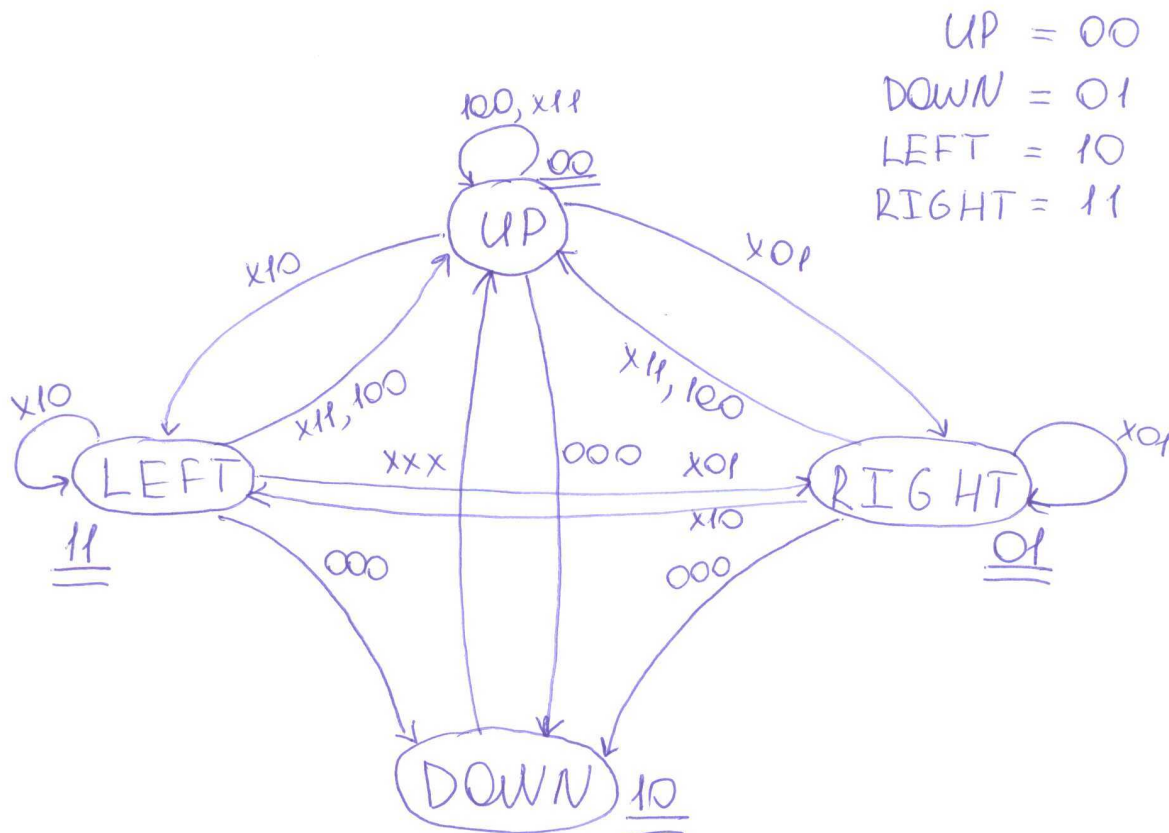 UP = 00
DOWN = 01
LEFT = 10
RIGHT = 11
100, x11
00
UP
x10
x01
x11, 100
x11, 100
x10
LEFT
11
xxx
000
x01
x10
RIGHT
01
x01
000
000
DOWN
10